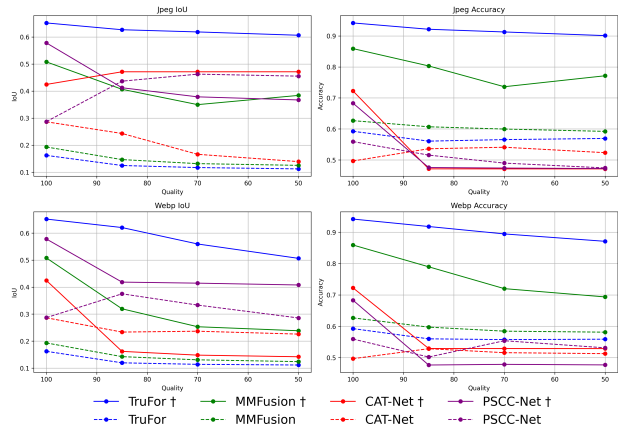 Jpeg IoU
Jpeg Accuracy
0.6
0.5
0.4
0.3
0.2
0.1
IoU
100 90 80 70 60 50
Quality
0.9
0.8
0.7
0.6
0.5
Accuracy
100 90 80 70 60 50
Quality
Webp IoU
Webp Accuracy
0.6
0.5
0.4
0.3
0.2
0.1
IoU
100 90 80 70 60 50
Quality
0.9
0.8
0.7
0.6
0.5
Accuracy
100 90 80 70 60 50
Quality
TruFor † MMFusion † CAT-Net † PSCC-Net †
TruFor MMFusion CAT-Net PSCC-Net